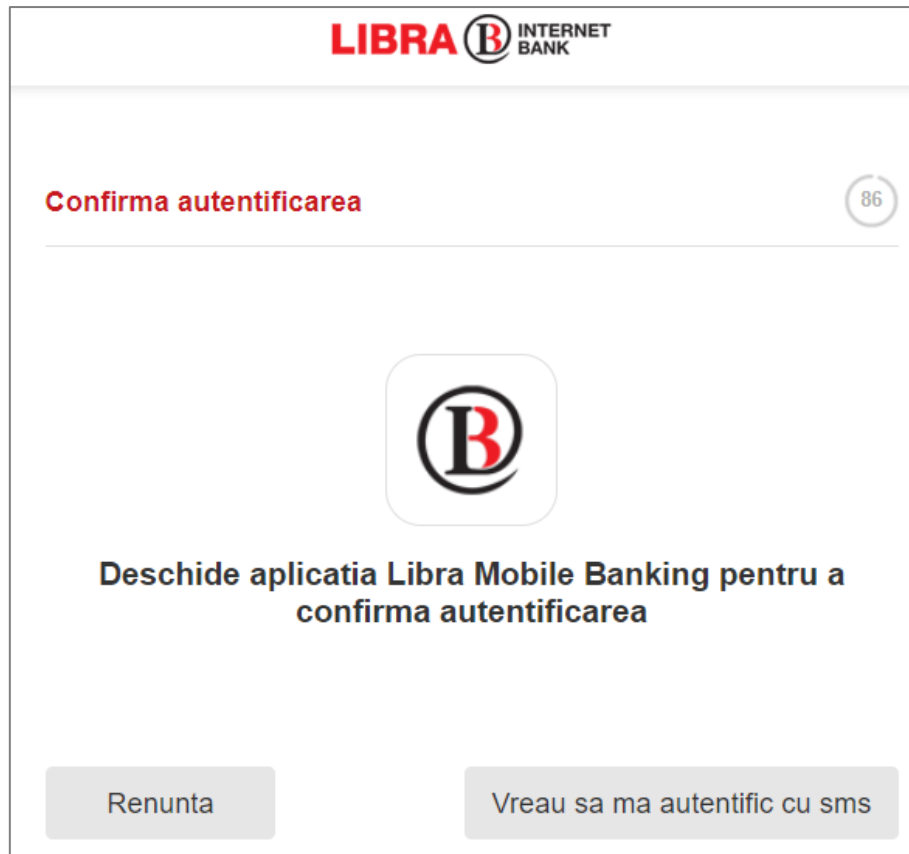 LIBRA B INTERNET BANK
Confirma autentificarea
86
B
Deschide aplicatia Libra Mobile Banking pentru a
confirma autentificarea
Renunta
Vreau sa ma autentific cu sms